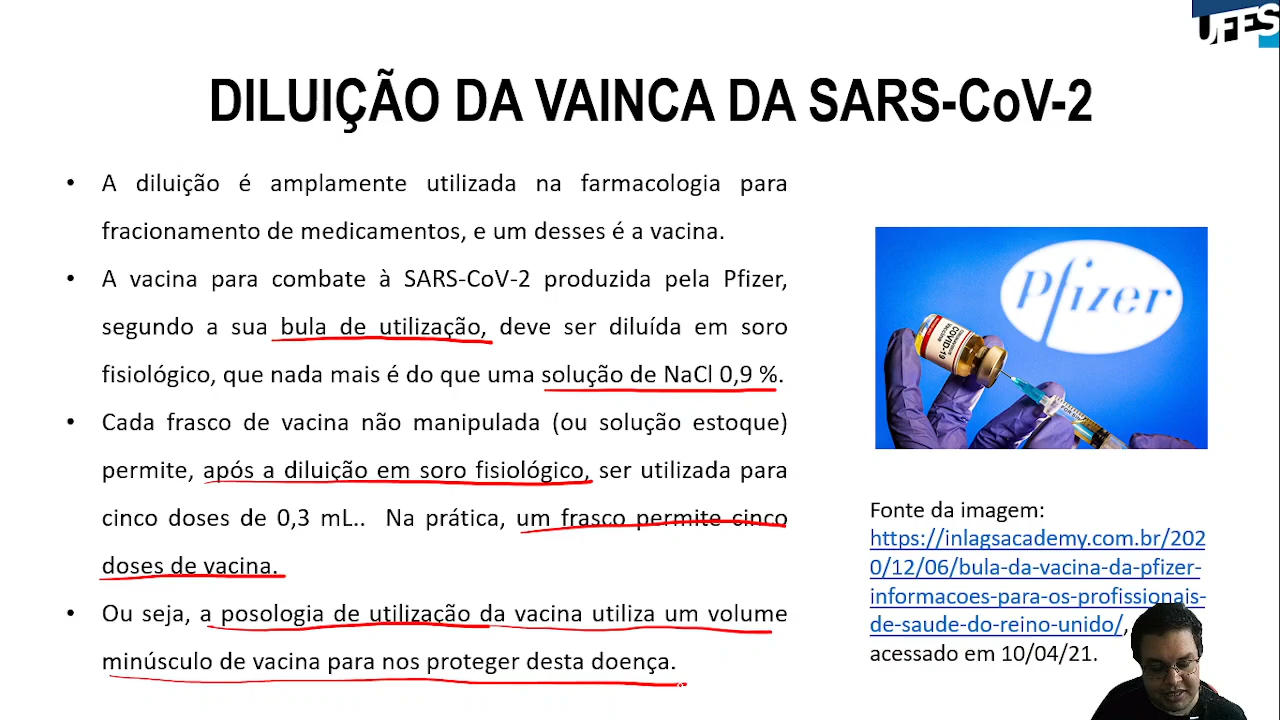 UFES
DILUIÇÃO DA VAINCA DA SARS-CoV-2
• A diluição é amplamente utilizada na farmacologia para
fracionamento de medicamentos, e um desses é a vacina.
• A vacina para combate à SARS-CoV-2 produzida pela Pfizer,
segundo a sua bula de utilização, deve ser diluída em soro
fisiológico, que nada mais é do que uma solução de NaCl 0,9 %.
• Cada frasco de vacina não manipulada (ou solução estoque)
permite, após a diluição em soro fisiológico, ser utilizada para
cinco doses de 0,3 mL.. Na prática, um frasco permite cinco
doses de vacina.
• Ou seja, a posologia de utilização da vacina utiliza um volume
minúsculo de vacina para nos proteger desta doença.
Pfizer
COVID-19
Fonte da imagem:
https://inlagsacademy.com.br/202
0/12/06/bula-da-vacina-da-pfizer-
informacoes-para-os-profissionais-
de-saude-do-reino-unido/,
acessado em 10/04/21.